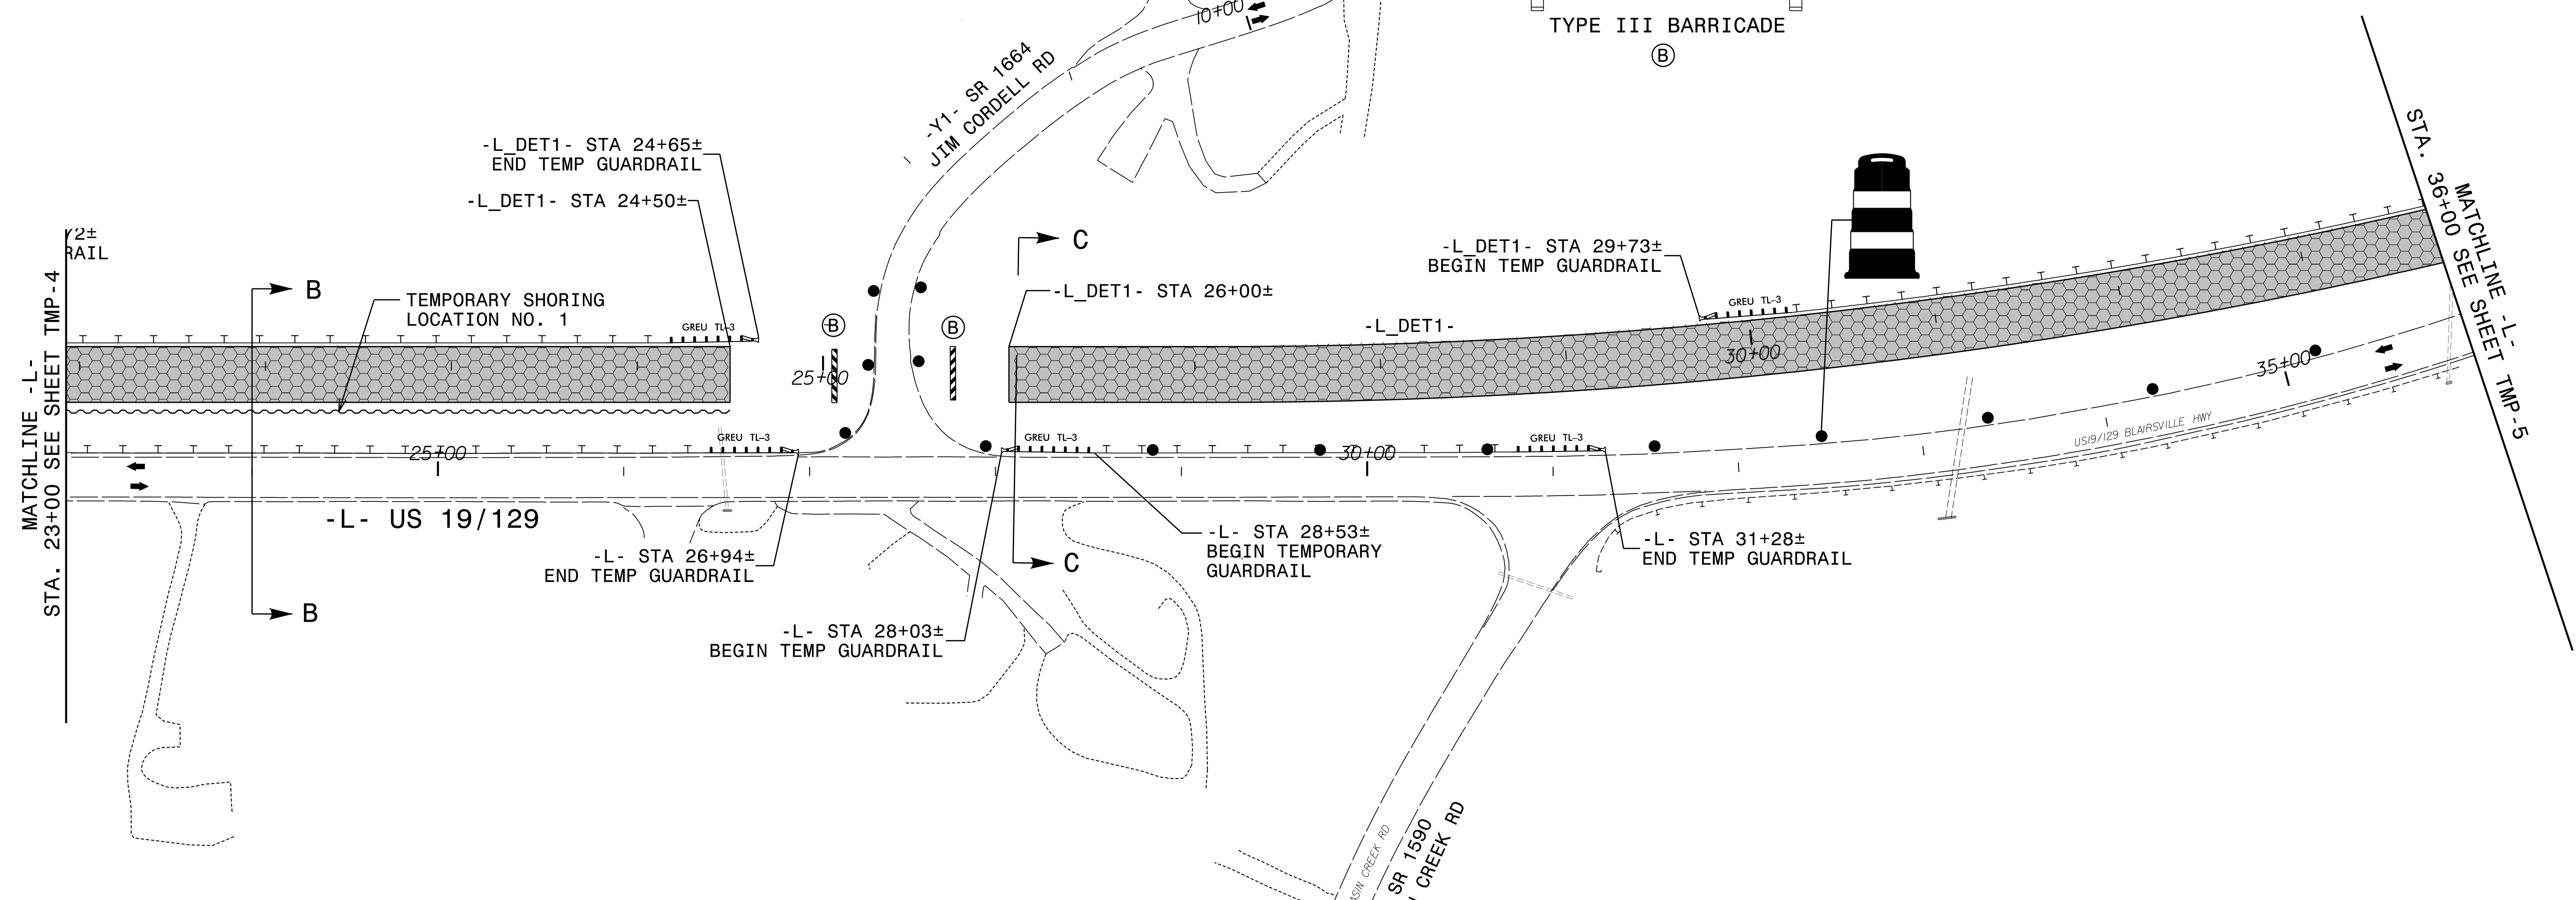 10+00
TYPE III BARRICADE
B
-Y1- SR 1664
JIM CORDELL RD
-L_DET1- STA 24+65±
END TEMP GUARDRAIL
-L_DET1- STA 24+50±
MATCHLINE -L-
STA. 23+00 SEE SHEET TMP-4
B
TEMPORARY SHORING
LOCATION NO. 1
GREU TL-3
B
25+00
B
C
-L_DET1- STA 26+00±
-L_DET1-
-L_DET1- STA 29+73±
BEGIN TEMP GUARDRAIL
GREU TL-3
30+00
35+00
MATCHLINE -L-
STA. 36+00 SEE SHEET TMP-5
US19/129 BLAIRSVILLE HWY
25+00
GREU TL-3
GREU TL-3
30+00
GREU TL-3
-L- US 19/129
B
-L- STA 26+94±
END TEMP GUARDRAIL
-L- STA 28+03±
BEGIN TEMP GUARDRAIL
C
-L- STA 28+53±
BEGIN TEMPORARY
GUARDRAIL
-L- STA 31+28±
END TEMP GUARDRAIL
CREEK RD
SR 1590
CREEK RD